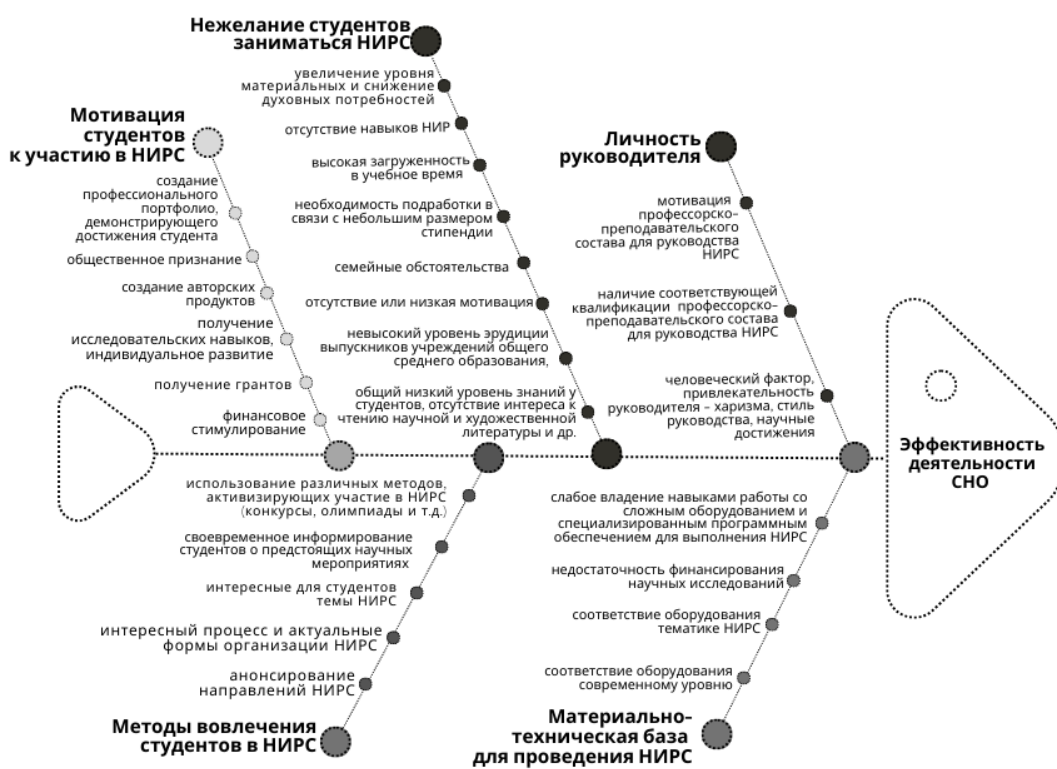 Нежелание студентов
заниматься НИРС
увеличение уровня
материальных и снижение
духовных потребностей
отсутствие навыков НИР
высокая загруженность
в учебное время
необходимость подработки в
связи с небольшим размером
стипендии
семейные обстоятельства
отсутствие или низкая мотивация
невысокий уровень эрудиции
выпускников учреждений общего
среднего образования,
общий низкий уровень знаний у
студентов, отсутствие интереса к
чтению научной и художественной
литературы и др.
Мотивация
студентов
к участию в НИРС
создание
профессионального
портфолио,
демонстрирующего
достижения студента
общественное признание
создание авторских
продуктов
получение
исследовательских навыков,
индивидуальное развитие
получение грантов
финансовое
стимулирование
Личность
руководителя
мотивация
профессорско–
преподавательского
состава для руководства
НИРС
наличие соответствующей
квалификации профессорско–
преподавательского состава
для руководства НИРС
человеческий фактор,
привлекательность
руководителя – харизма, стиль
руководства, научные
достижения
Эффективность
деятельности
СНО
использование различных методов,
активизирующих участие в НИРС
(конкурсы, олимпиады и т.д.)
своевременное информирование
студентов о предстоящих научных
мероприятиях
интересные для студентов
темы НИРС
интересный процесс и актуальные
формы организации НИРС
анонсирование
направлений НИРС
Методы вовлечения
студентов в НИРС
слабое владение навыками работы со
сложным оборудованием и
специализированным программным
обеспечением для выполнения НИРС
недостаточность финансирования
научных исследований
соответствие оборудования
тематике НИРС
соответствие оборудования
современному уровню
Материально-
техническая база
для проведения НИРС